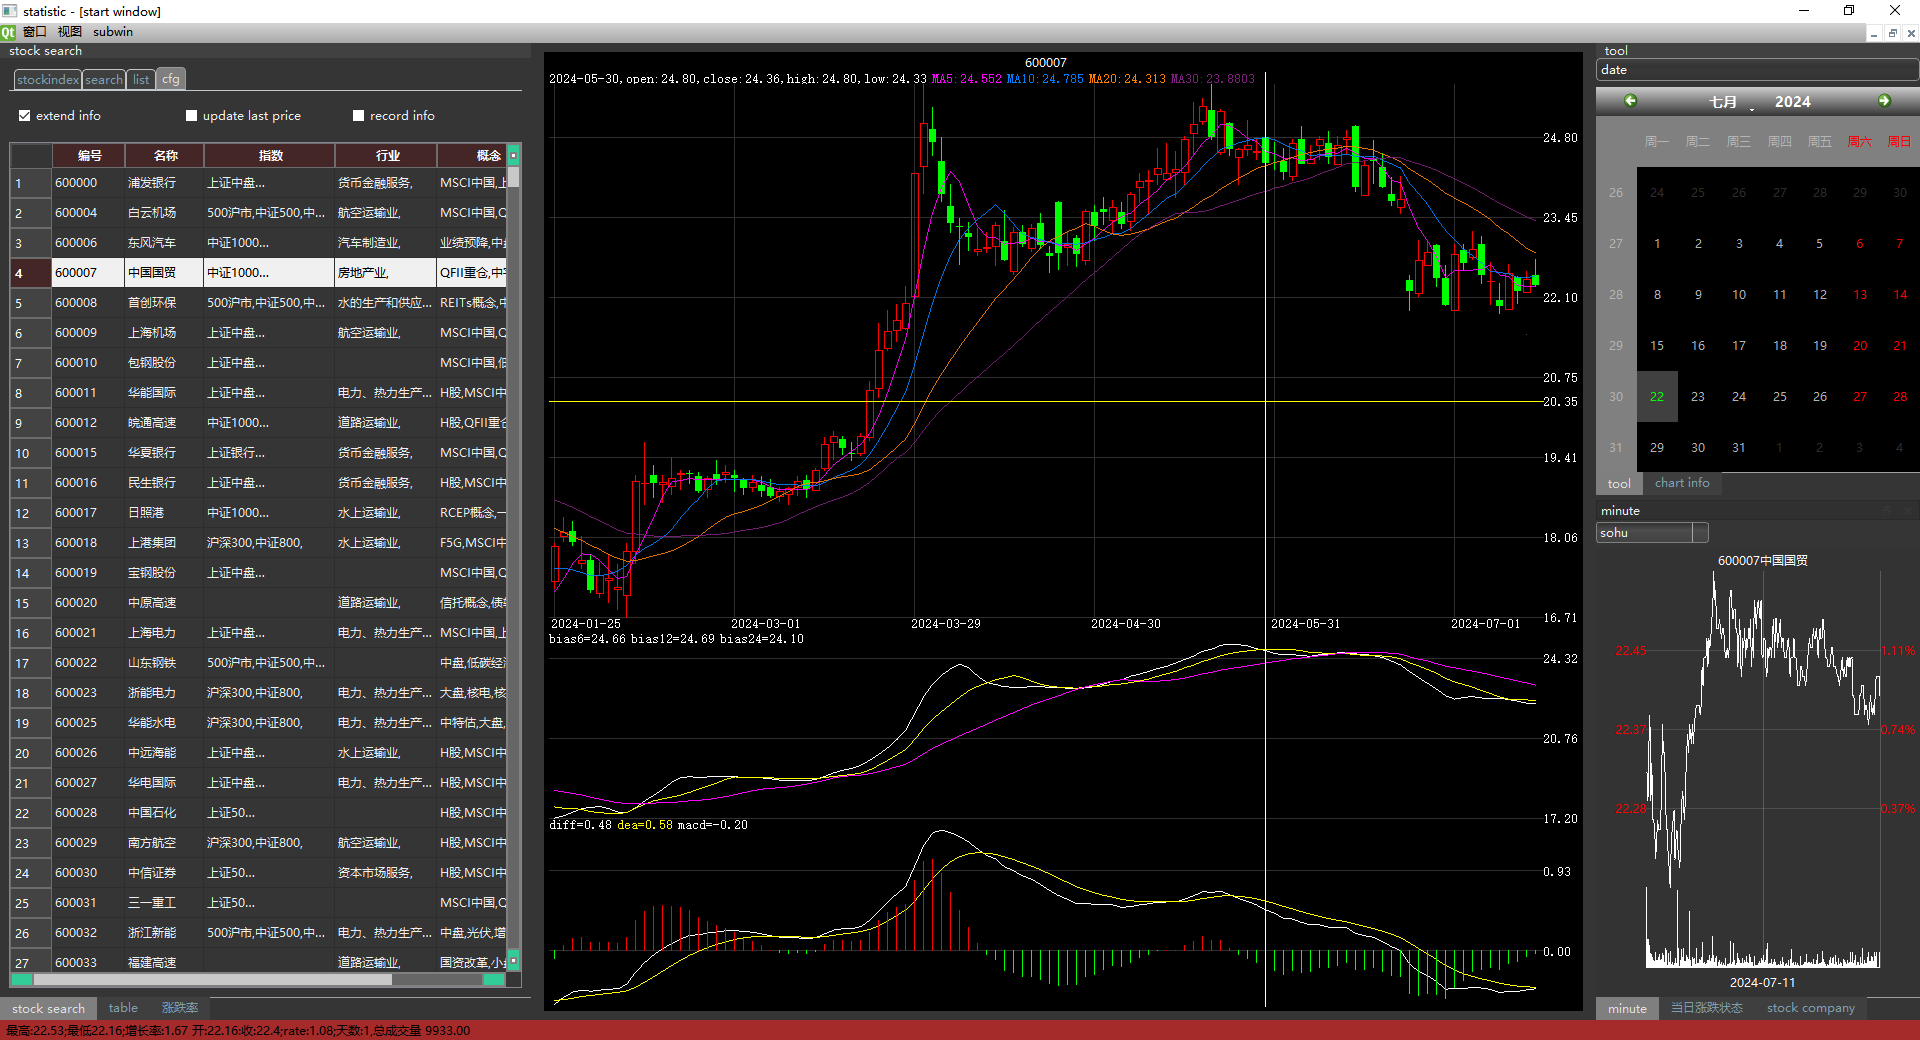 statistic - [start window]
Qt 窗口 视图 subwin
stock search
stockindex search list cfg
extend info update last price record info
编号 名称 指数 行业 概念
1 600000 浦发银行 上证中盘... 货币金融服务, MSCI中国,上
2 600004 白云机场 500沪市,中证500,中... 航空运输业, MSCI中国,Q
3 600006 东风汽车 中证1000... 汽车制造业, 业绩预降,中盘
4 600007 中国国贸 中证1000... 房地产业, QFII重仓,中字
5 600008 首创环保 500沪市,中证500,中... 水的生产和供应... REITs概念,中
6 600009 上海机场 上证中盘... 航空运输业, MSCI中国,Q
7 600010 包钢股份 上证中盘... MSCI中国,低
8 600011 华能国际 上证中盘... 电力、热力生产... H股,MSCI中
9 600012 皖通高速 中证1000... 道路运输业, H股,QFII重仓
10 600015 华夏银行 上证银行... 货币金融服务, MSCI中国,上
11 600016 民生银行 上证中盘... 货币金融服务, H股,MSCI中
12 600017 日照港 中证1000... 水上运输业, RCEP概念,一
13 600018 上港集团 沪深300,中证800, 水上运输业, F5G,MSCI中
14 600019 宝钢股份 上证中盘... MSCI中国,Q
15 600020 中原高速 道路运输业, 信托概念,债转
16 600021 上海电力 上证中盘... 电力、热力生产... MSCI中国,上
17 600022 山东钢铁 500沪市,中证500,中... 中盘,低碳经济
18 600023 浙能电力 沪深300,中证800, 电力、热力生产... 大盘,核电,核
19 600025 华能水电 沪深300,中证800, 电力、热力生产... 中特估,大盘,
20 600026 中远海能 上证中盘... 水上运输业, H股,MSCI中
21 600027 华电国际 上证中盘... 电力、热力生产... H股,MSCI中
22 600028 中国石化 上证50... H股,MSCI中
23 600029 南方航空 沪深300,中证800, 航空运输业, H股,MSCI中
24 600030 中信证券 上证50... 资本市场服务, H股,MSCI中
25 600031 三一重工 上证50... MSCI中国,Q
26 600032 浙江新能 500沪市,中证500,中... 电力、热力生产... 中盘,光伏,增
27 600033 福建高速 道路运输业, 国资改革,小盘
stock search table 涨跌率
最高:22.53;最低22.16;增长率:1.67 开:22.16:收:22.4;rate:1.08;天数:1,总成交量 9933.00
600007
2024-05-30,open:24.80,close:24.36,high:24.80,low:24.33 MA5:24.552 MA10:24.785 MA20:24.313 MA30:23.8803
24.80
23.45
22.10
20.75
20.35
19.41
18.06
16.71
2024-01-25 2024-03-01 2024-03-29 2024-04-30 2024-05-31 2024-07-01
bias6=24.66 bias12=24.69 bias24=24.10
24.32
20.76
17.20
diff=0.48 dea=0.58 macd=-0.20
0.93
0.00
tool
date
七月 2024
周一 周二 周三 周四 周五 周六 周日
26 24 25 26 27 28 29 30
27 1 2 3 4 5 6 7
28 8 9 10 11 12 13 14
29 15 16 17 18 19 20 21
30 22 23 24 25 26 27 28
31 29 30 31 1 2 3 4
tool chart info
minute
sohu
600007中国国贸
22.45 1.11%
22.37 0.74%
22.28 0.37%
2024-07-11
minute 当日涨跌状态 stock company